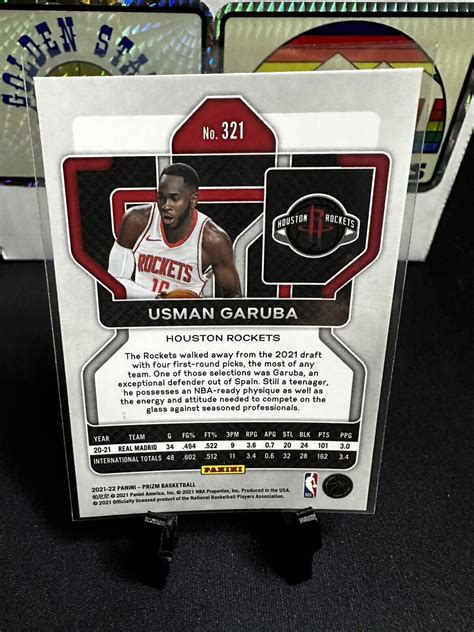 GOLDEN STA
No. 321
HOUSTON ROCKETS
ROCKETS
16
USMAN GARUBA
HOUSTON ROCKETS
The Rockets walked away from the 2021 draft
with four first-round picks, the most of any
team. One of those selections was Garuba, an
exceptional defender out of Spain. Still a teenager,
he possesses an NBA-ready physique as well as
the energy and attitude needed to compete on the
glass against seasoned professionals.
YEAR TEAM G FG% FT% 3PM RPG APG SPG STL BLK PTS PPG
20-21 REAL MADRID 34 .494 .522 9 3.6 0.7 20 24 101 3.0
INTERNATIONAL TOTALS 48 .602 .512 11 3.4 0.6 32 28 162 3.4
PANINI
2021-22 PANINI - PRIZM BASKETBALL
帕尼尼 © 2021 Panini America, Inc. © 2021 NBA Properties, Inc. Produced in the USA.
© 2021 Officially licensed product of the National Basketball Players Association.